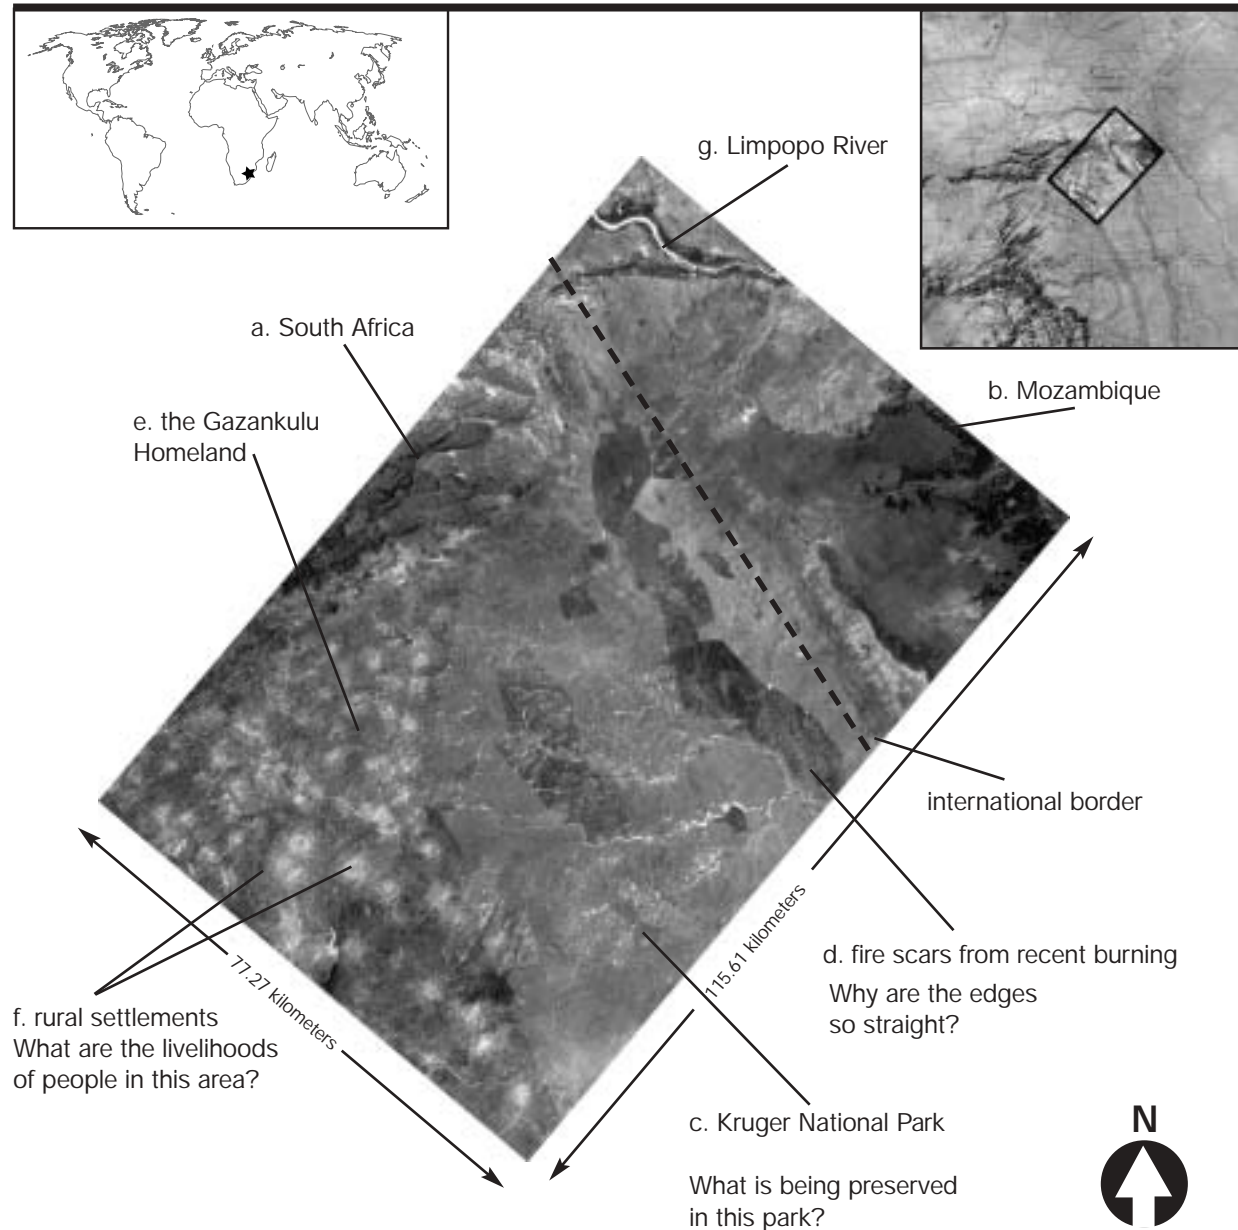 g. Limpopo River
a. South Africa
b. Mozambique
e. the Gazankulu
Homeland
international border
115.61 kilometers
77.27 kilometers
d. fire scars from recent burning
Why are the edges
so straight?
f. rural settlements
What are the livelihoods
of people in this area?
c. Kruger National Park
What is being preserved
in this park?
N